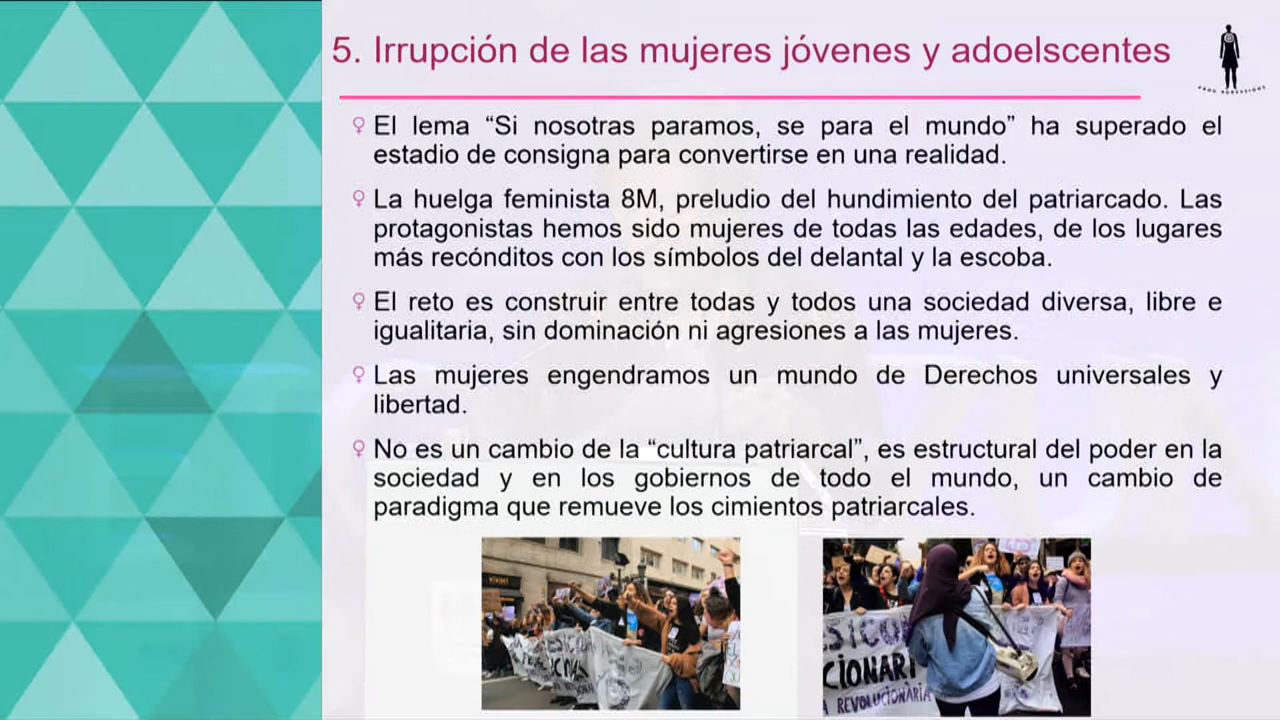 5. Irrupción de las mujeres jóvenes y adoelscentes
♀ El lema “Si nosotras paramos, se para el mundo” ha superado el
estadio de consigna para convertirse en una realidad.
♀ La huelga feminista 8M, preludio del hundimiento del patriarcado. Las
protagonistas hemos sido mujeres de todas las edades, de los lugares
más recónditos con los símbolos del delantal y la escoba.
♀ El reto es construir entre todas y todos una sociedad diversa, libre e
igualitaria, sin dominación ni agresiones a las mujeres.
♀ Las mujeres engendramos un mundo de Derechos universales y
libertad.
♀ No es un cambio de la “cultura patriarcal”, es estructural del poder en la
sociedad y en los gobiernos de todo el mundo, un cambio de
paradigma que remueve los cimientos patriarcales.
CIONARI
REVOLUCIONARIA